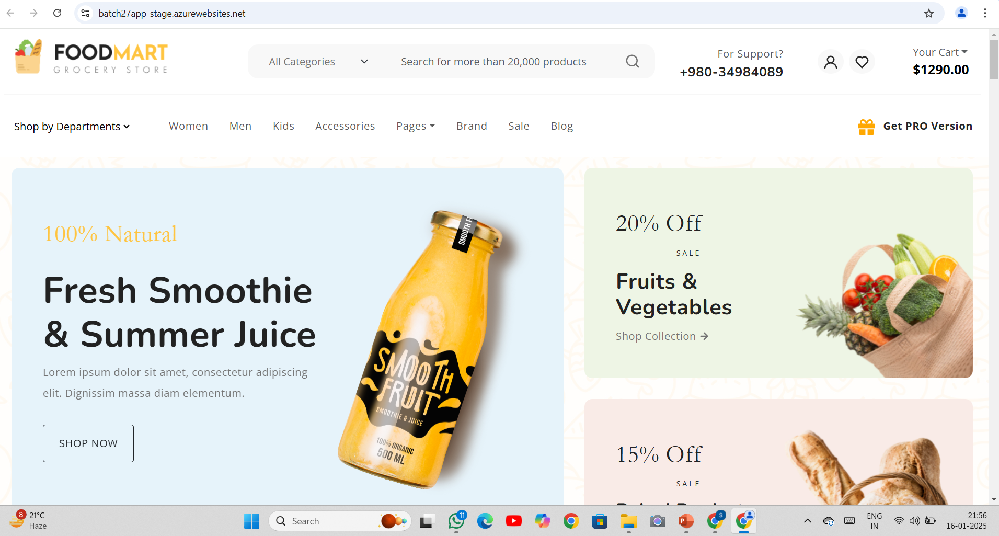 batch27app-stage.azurewebsites.net
FOODMART
GROCERY STORE
All Categories
Search for more than 20,000 products
For Support?
+980-34984089
Your Cart
$1290.00
Shop by Departments
Women
Men
Kids
Accessories
Pages
Brand
Sale
Blog
Get PRO Version
100% Natural
Fresh Smoothie
& Summer Juice
Lorem ipsum dolor sit amet, consectetur adipiscing
elit. Dignissim massa diam elementum.
SHOP NOW
SMOOTH F
SMOOTH
FRUIT
SMOOTHIE & JUICE
100% ORGANIC
500 ML
20% Off
SALE
Fruits &
Vegetables
Shop Collection
15% Off
SALE
8
21°C
Haze
Search
11
P
S
ENG
IN
21:56
16-01-2025